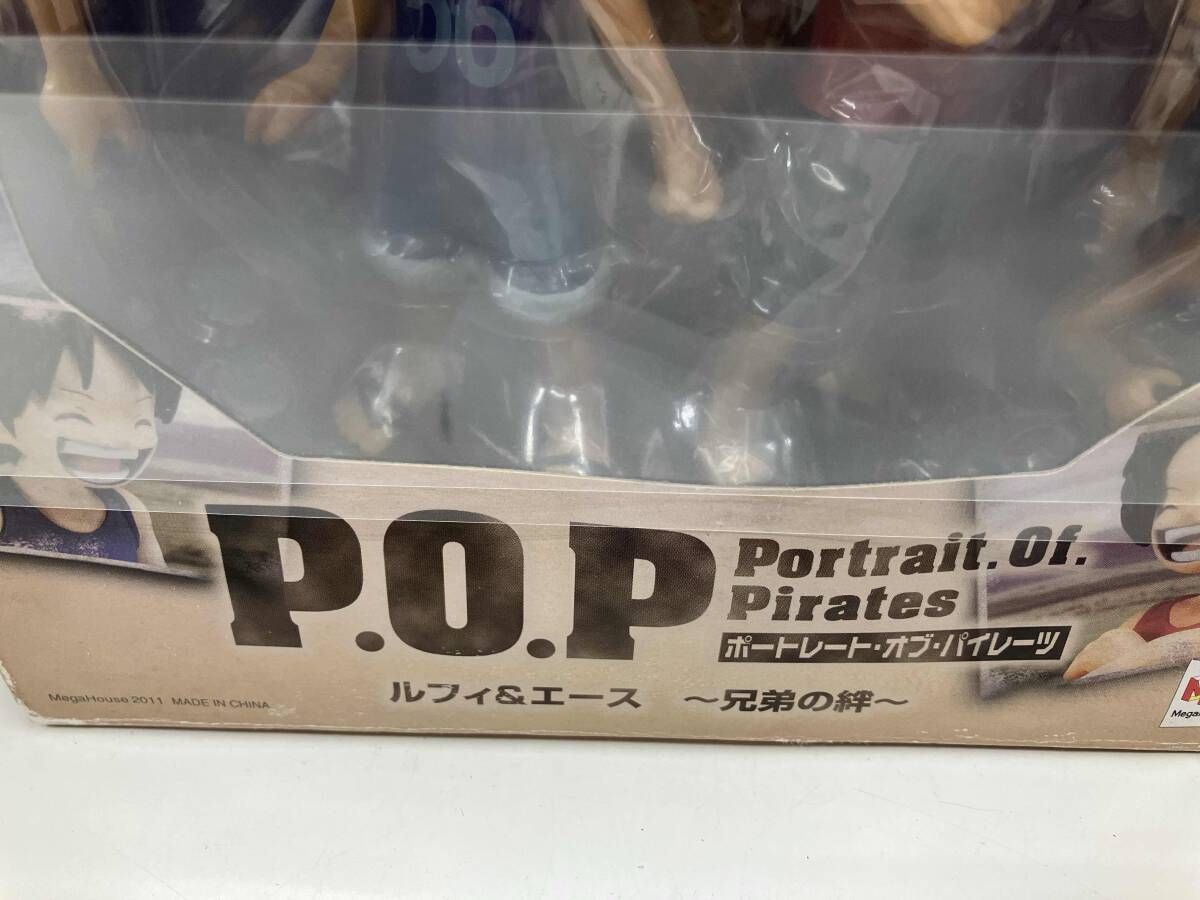 56
P.O.P
Portrait.Of.
Pirates
ポートレート・オブ・パイレーツ
ルフィ&エース ～兄弟の絆～
MegaHouse 2011 MADE IN CHINA